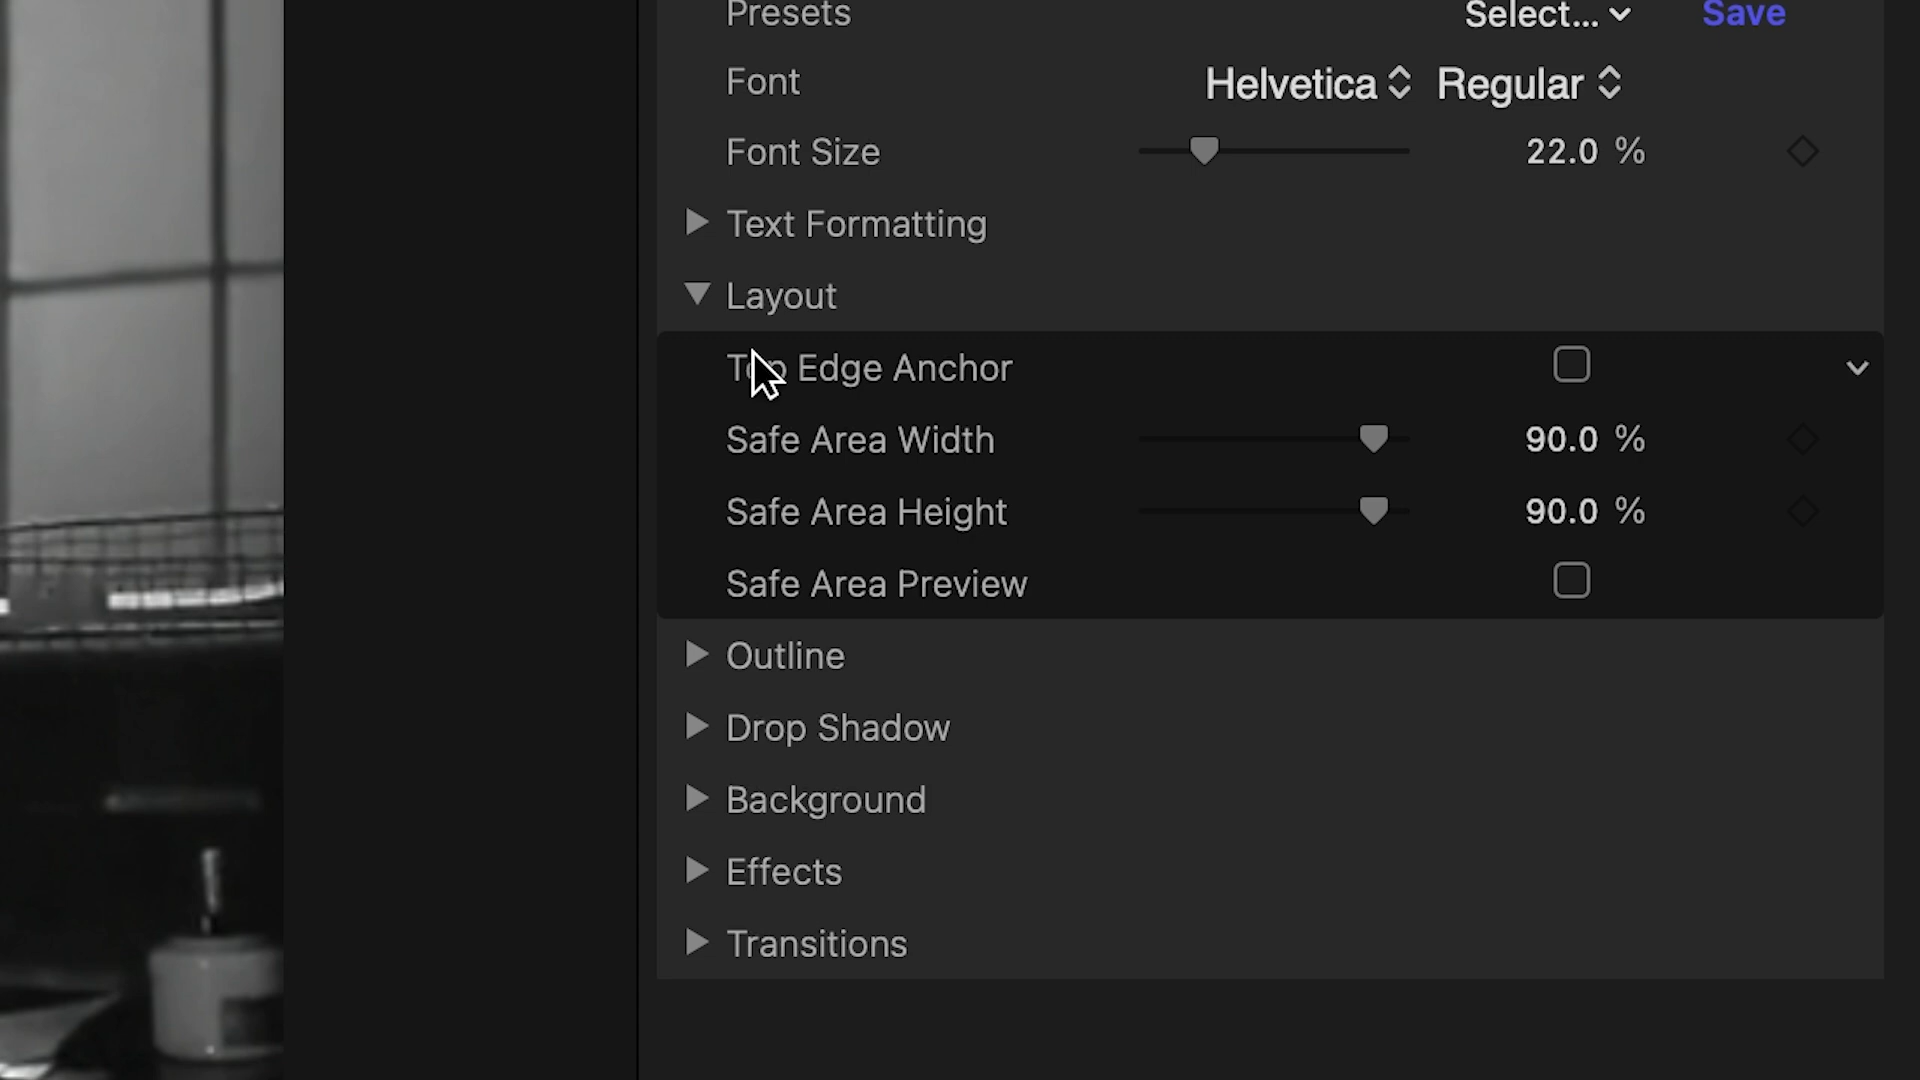 Presets Select... Save
Font Helvetica Regular
Font Size 22.0 %
Text Formatting
Layout
Top Edge Anchor
Safe Area Width 90.0 %
Safe Area Height 90.0 %
Safe Area Preview
Outline
Drop Shadow
Background
Effects
Transitions